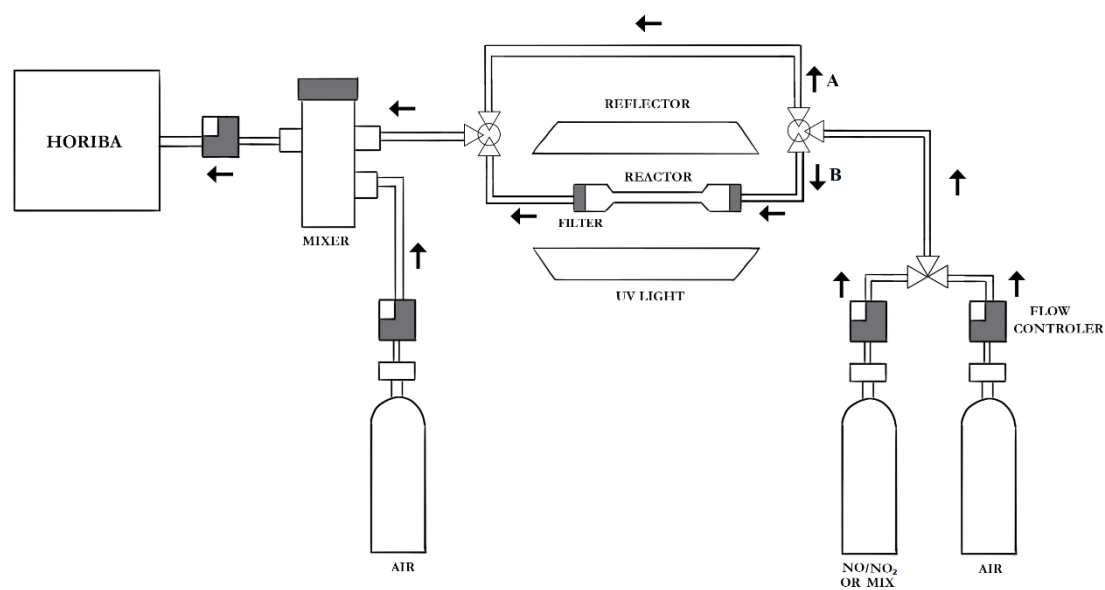 A
REFLECTOR
HORIBA
B
REACTOR
FILTER
MIXER
UV LIGHT
FLOW
CONTROLER
AIR
NO/NO₂
OR MIX
AIR